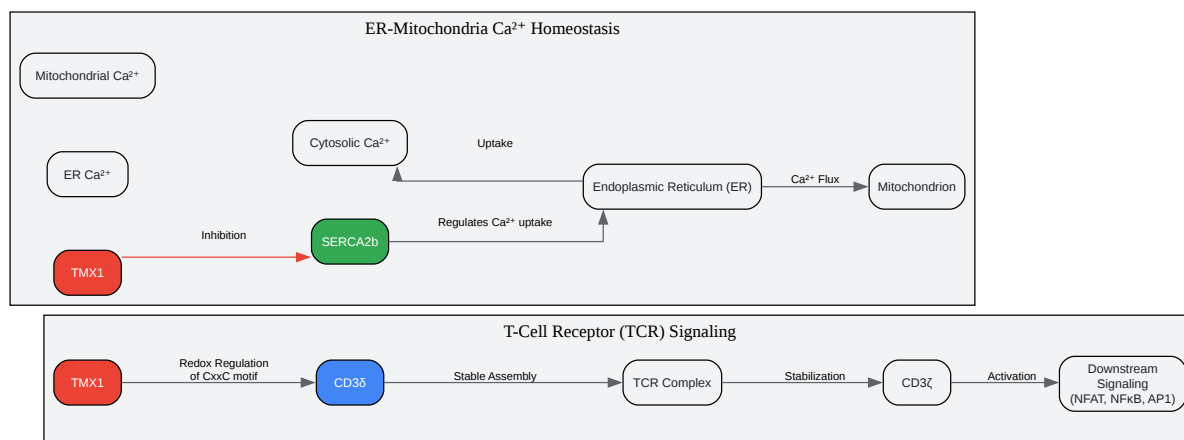 ER-Mitochondria Ca²⁺ Homeostasis
Mitochondrial Ca²⁺
Cytosolic Ca²⁺
Uptake
ER Ca²⁺
Endoplasmic Reticulum (ER)
Ca²⁺ Flux
Mitochondrion
TMX1
Inhibition
SERCA2b
Regulates Ca²⁺ uptake
T-Cell Receptor (TCR) Signaling
TMX1
Redox Regulation
of CxxC motif
CD3δ
Stable Assembly
TCR Complex
Stabilization
CD3ζ
Activation
Downstream
Signaling
(NFAT, NFκB, AP1)